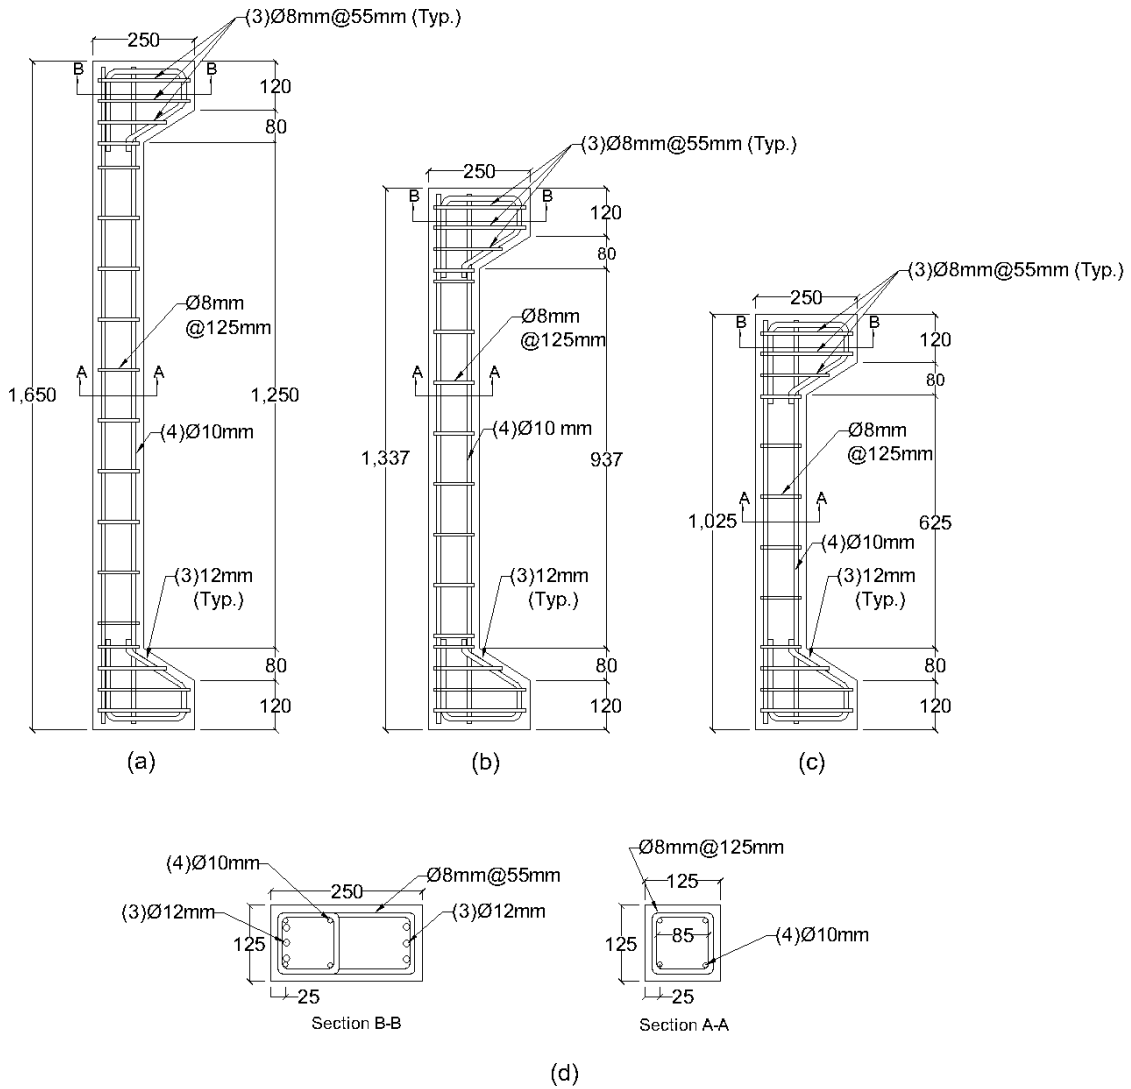 (3)Ø8mm@55mm (Typ.)
250
B
B
120
80
Ø8mm
@125mm
A
A
1,650
1,250
(4)Ø10mm
(3)12mm
(Typ.)
80
120
(a)
(3)Ø8mm@55mm (Typ.)
250
B
B
120
80
Ø8mm
@125mm
A
A
(4)Ø10 mm
1,337
937
(3)12mm
(Typ.)
80
120
(b)
(3)Ø8mm@55mm (Typ.)
250
B
B
120
80
Ø8mm
@125mm
A
A
1,025
625
(4)Ø10mm
(3)12mm
(Typ.)
80
120
(c)
(4)Ø10mm
250
Ø8mm@55mm
(3)Ø12mm
(3)Ø12mm
125
25
Section B-B
Ø8mm@125mm
125
125
85
(4)Ø10mm
25
Section A-A
(d)